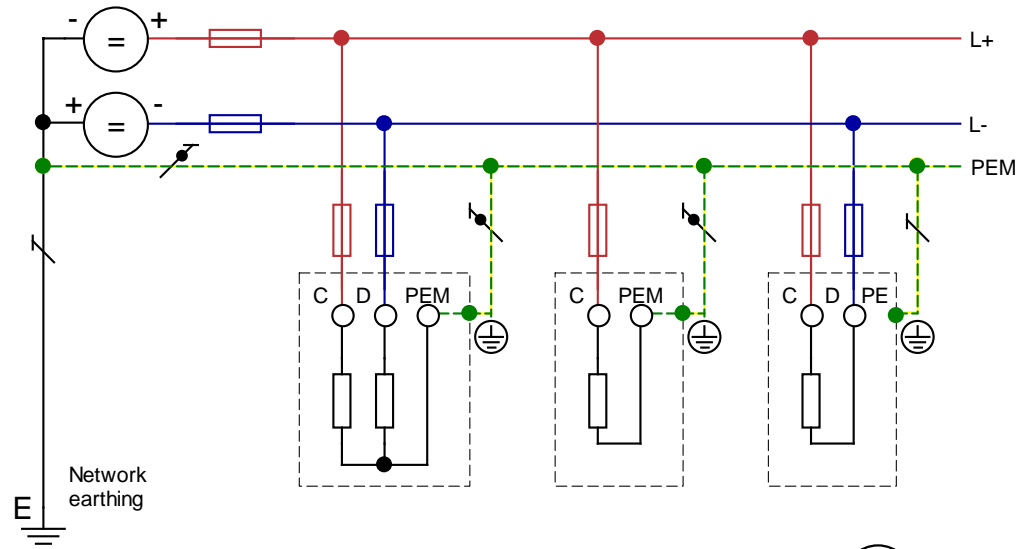 - = +
L+
+ = -
L-
PEM
C D PEM
C PEM
C D PE
Network
earthing
E